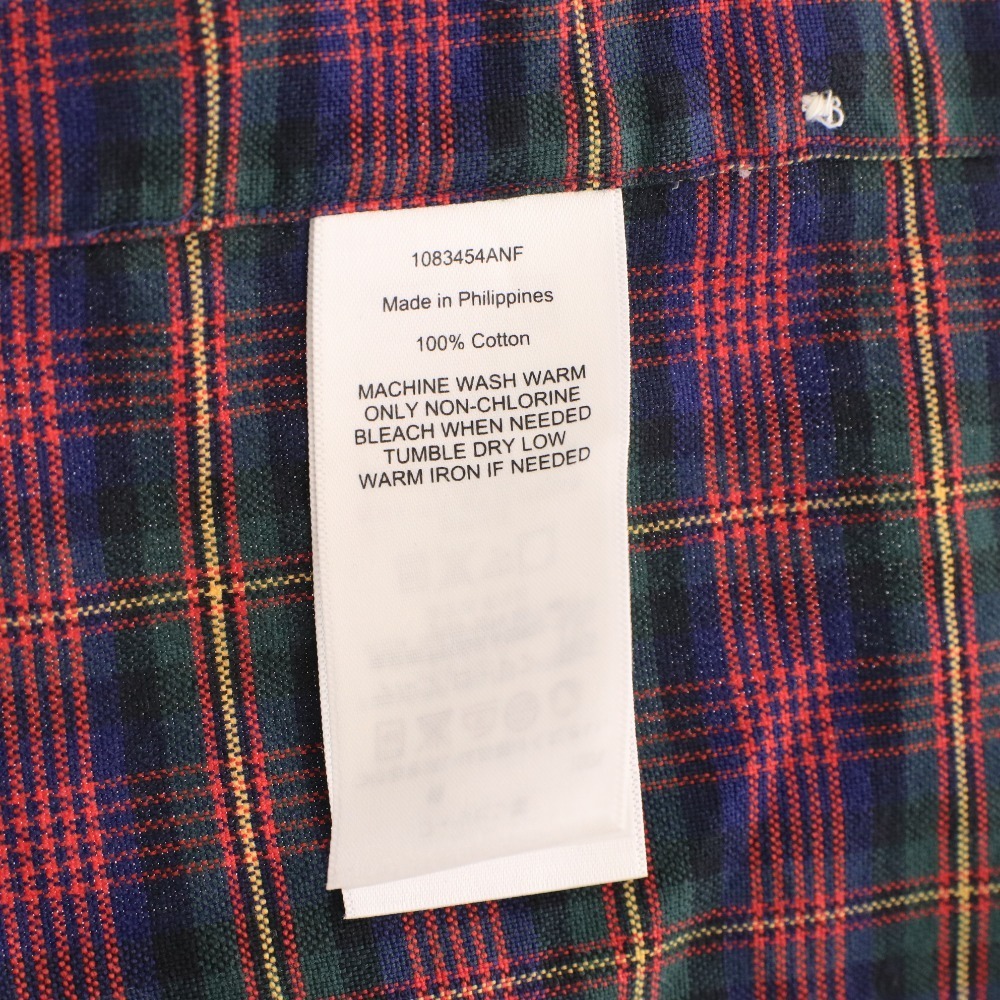 1083454ANF
Made in Philippines
100% Cotton
MACHINE WASH WARM
ONLY NON-CHLORINE
BLEACH WHEN NEEDED
TUMBLE DRY LOW
WARM IRON IF NEEDED